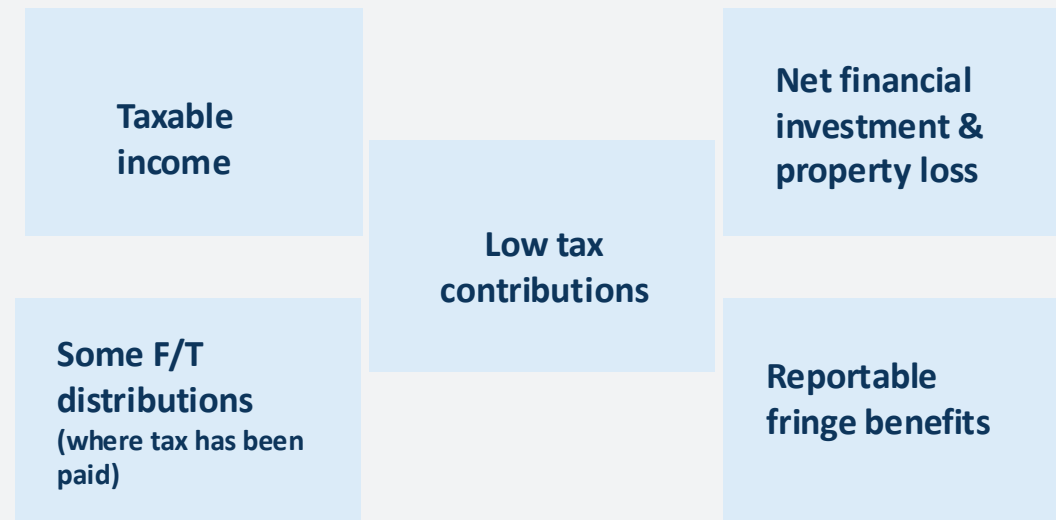 Taxable
income
Net financial
investment &
property loss
Low tax
contributions
Some F/T
distributions
(where tax has been
paid)
Reportable
fringe benefits